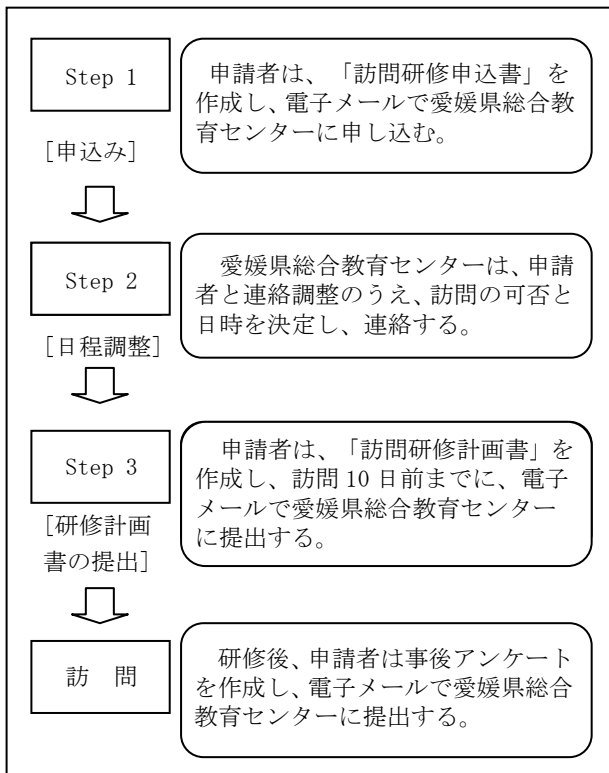 Step 1
申請者は、「訪問研修申込書」を
作成し、電子メールで愛媛県総合教
育センターに申し込む。
[申込み]
Step 2
愛媛県総合教育センターは、申請
者と連絡調整のうえ、訪問の可否と
日時を決定し、連絡する。
[日程調整]
Step 3
申請者は、「訪問研修計画書」を
作成し、訪問 10 日前までに、電子
メールで愛媛県総合教育センター
に提出する。
[研修計画
書の提出]
訪　問
研修後、申請者は事後アンケート
を作成し、電子メールで愛媛県総合
教育センターに提出する。